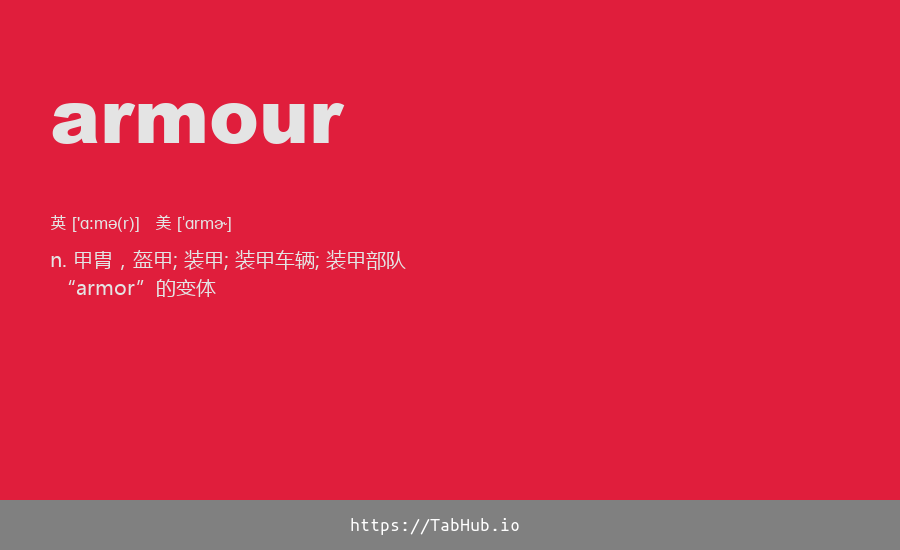 armour
英 ['ɑ:mə(r)] 美 [ˈɑrmɚ]
n. 甲胄，盔甲; 装甲; 装甲车辆; 装甲部队
“armor”的变体
https://TabHub.io